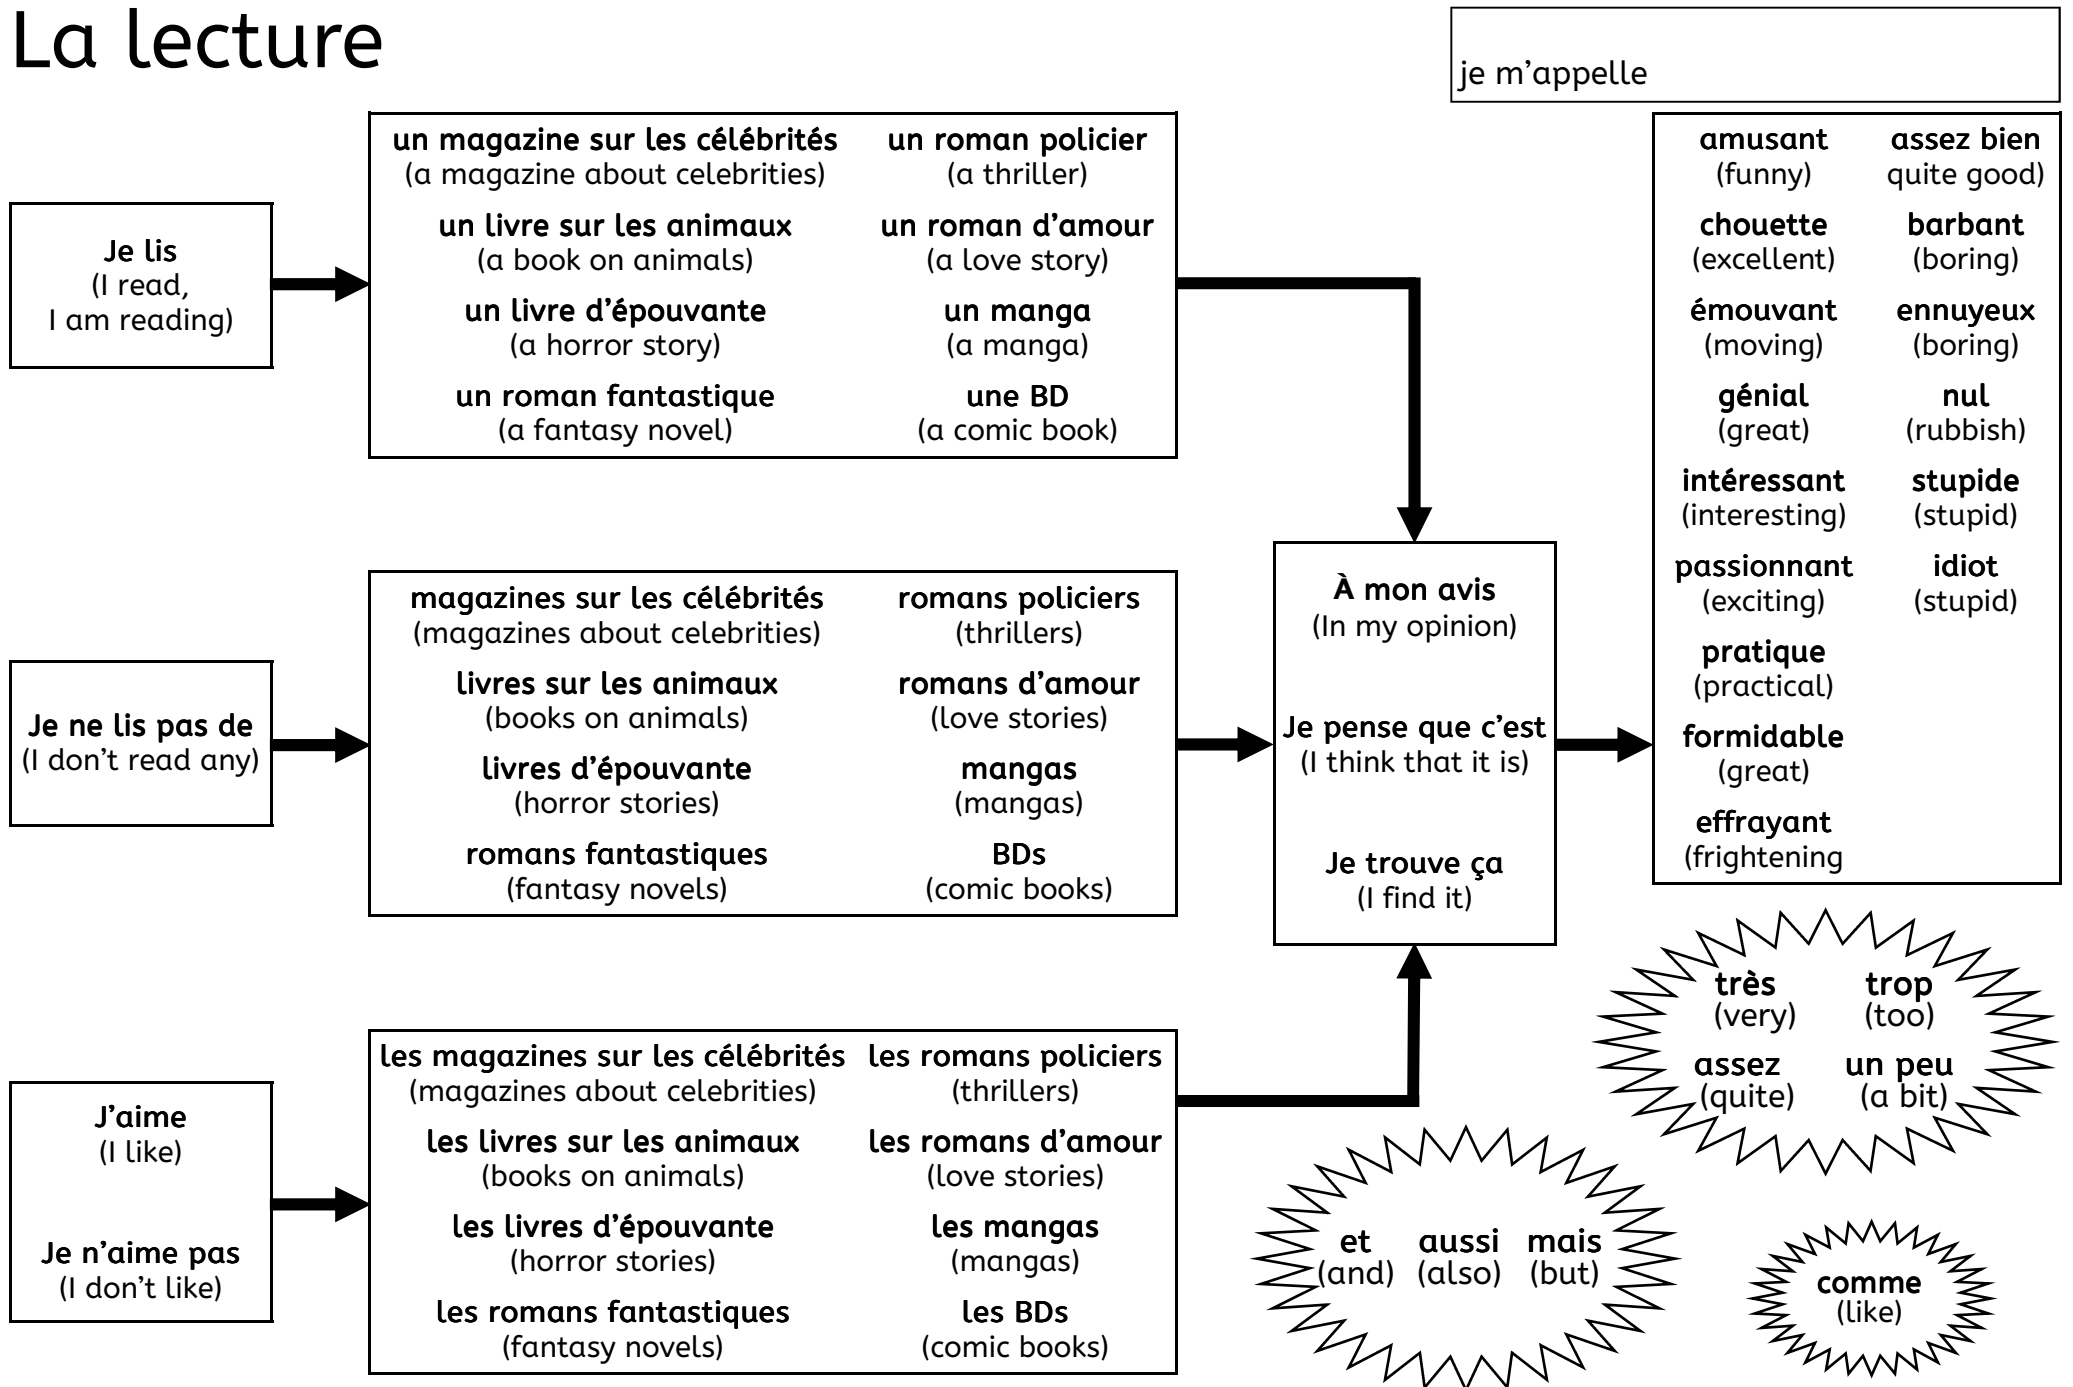 La lecture
je m’appelle
Je lis
(I read,
I am reading)
un magazine sur les célébrités
(a magazine about celebrities)
un livre sur les animaux
(a book on animals)
un livre d’épouvante
(a horror story)
un roman fantastique
(a fantasy novel)
un roman policier
(a thriller)
un roman d’amour
(a love story)
un manga
(a manga)
une BD
(a comic book)
Je ne lis pas de
(I don’t read any)
magazines sur les célébrités
(magazines about celebrities)
livres sur les animaux
(books on animals)
livres d’épouvante
(horror stories)
romans fantastiques
(fantasy novels)
romans policiers
(thrillers)
romans d’amour
(love stories)
mangas
(mangas)
BDs
(comic books)
J’aime
(I like)
Je n’aime pas
(I don’t like)
les magazines sur les célébrités
(magazines about celebrities)
les livres sur les animaux
(books on animals)
les livres d’épouvante
(horror stories)
les romans fantastiques
(fantasy novels)
les romans policiers
(thrillers)
les romans d’amour
(love stories)
les mangas
(mangas)
les BDs
(comic books)
À mon avis
(In my opinion)
Je pense que c’est
(I think that it is)
Je trouve ça
(I find it)
amusant
(funny)
chouette
(excellent)
émouvant
(moving)
génial
(great)
intéressant
(interesting)
passionnant
(exciting)
pratique
(practical)
formidable
(great)
effrayant
(frightening
assez bien
quite good)
barbant
(boring)
ennuyeux
(boring)
nul
(rubbish)
stupide
(stupid)
idiot
(stupid)
très
(very)
trop
(too)
assez
(quite)
un peu
(a bit)
et
(and)
aussi
(also)
mais
(but)
comme
(like)